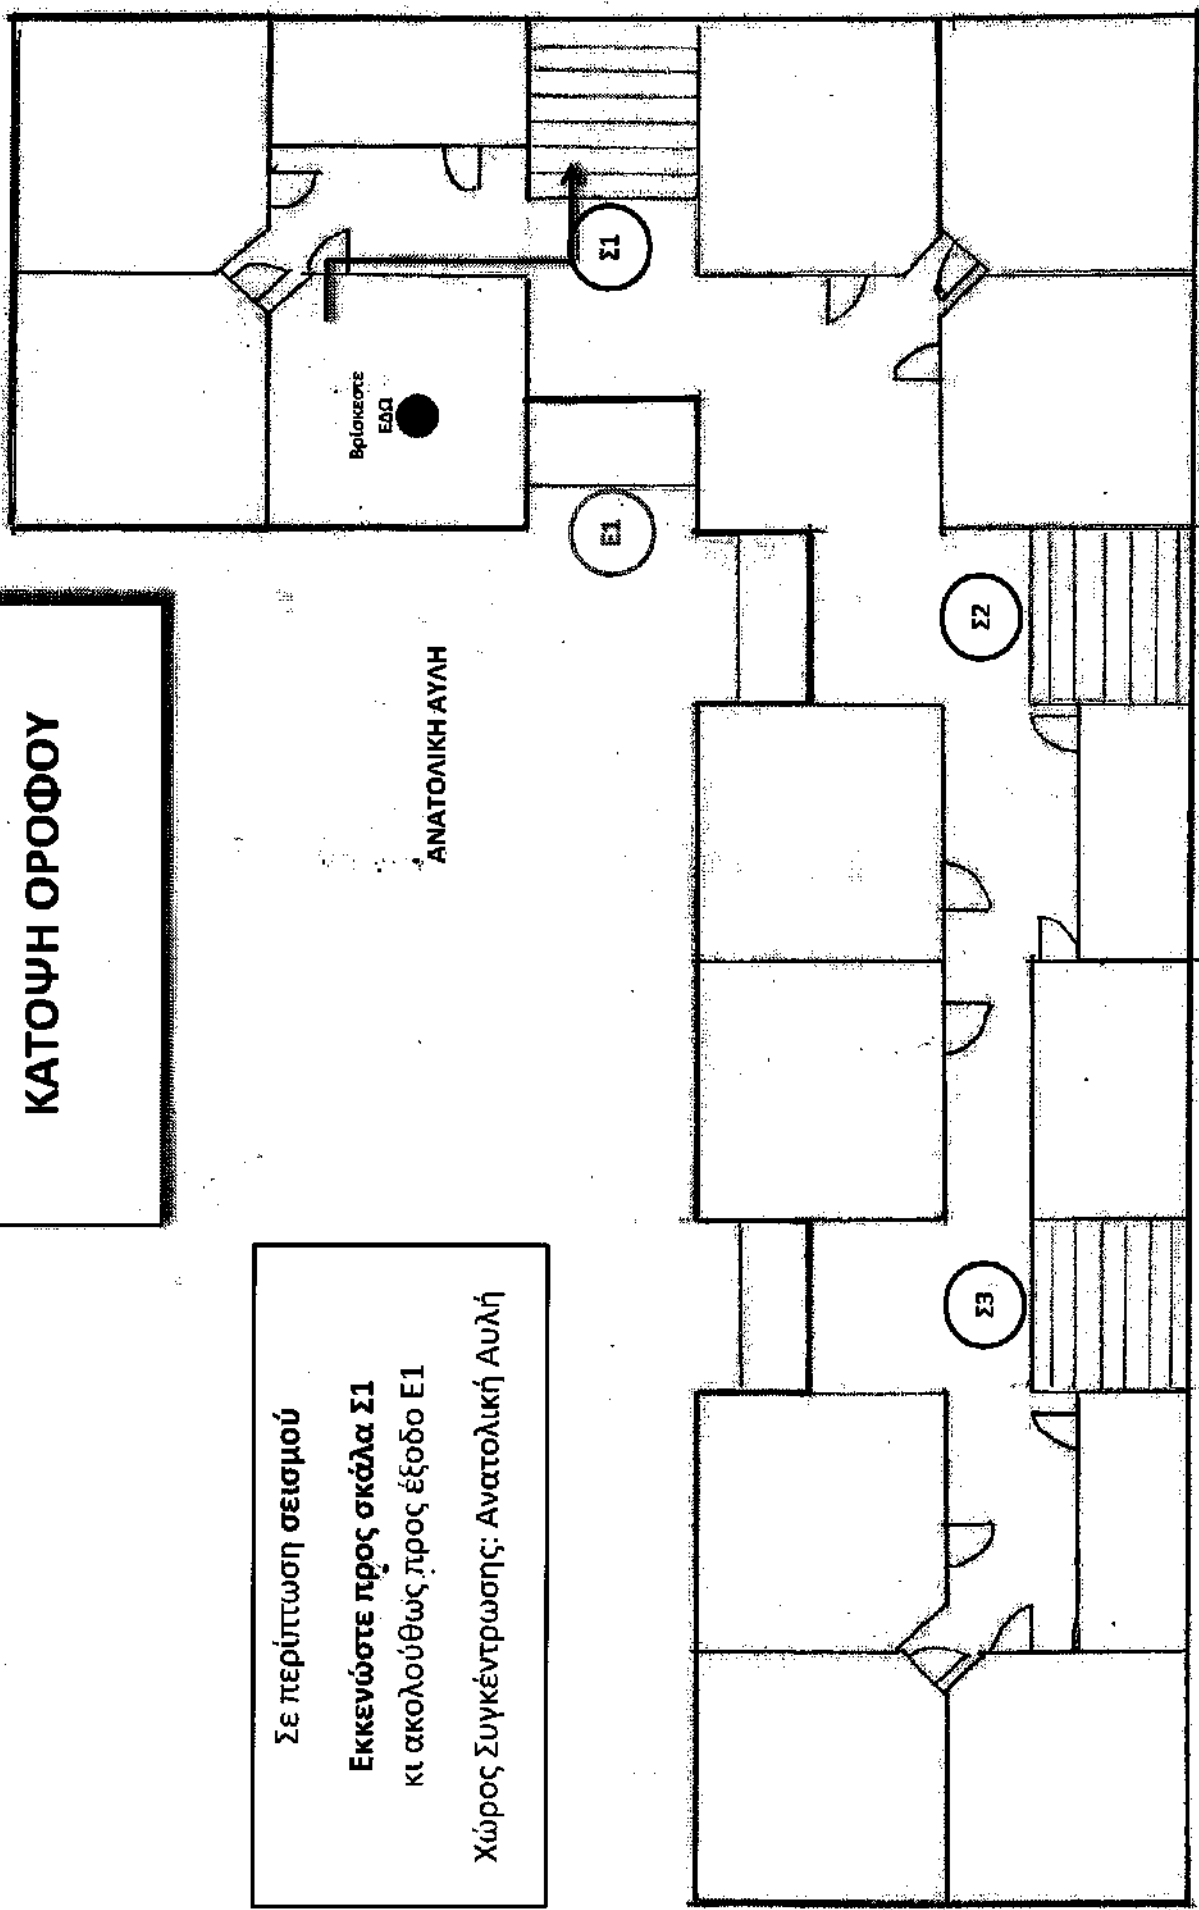 ΚΑΤΟΨΗ ΟΡΟΦΟΥ
Σε περίπτωση σεισμού
Εκκενώστε προς σκάλα Σ1
κι ακολούθως προς έξοδο Ε1
Χώρος Συγκέντρωσης: Ανατολική Αυλή
ΑΝΑΤΟΛΙΚΗ ΑΥΛΗ
Βρίσκεστε
ΕΔΩ
Σ1
Ε1
Σ2
Σ3